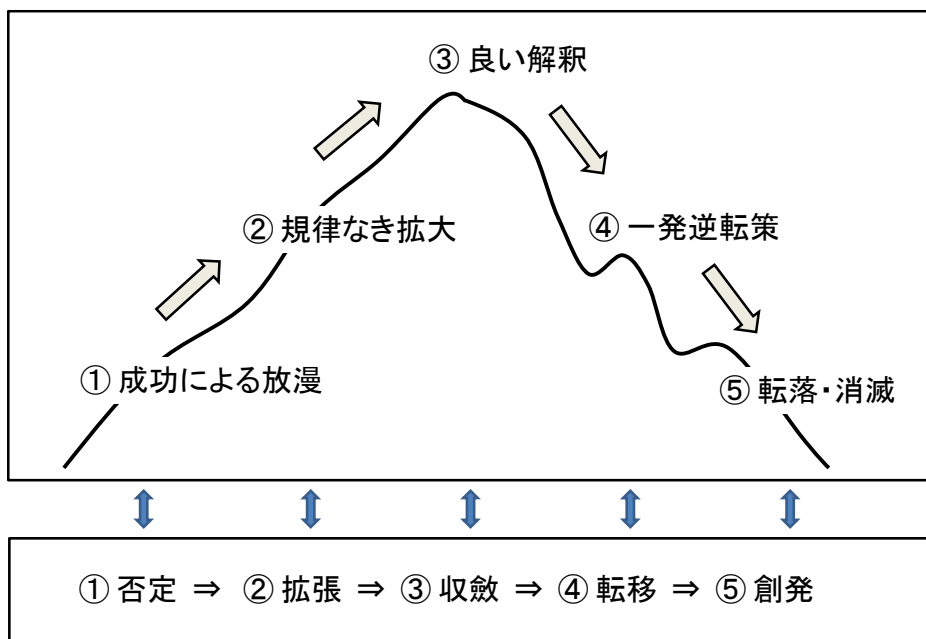 ③ 良い解釈
② 規律なき拡大
④ 一発逆転策
① 成功による放漫
⑤ 転落・消滅
① 否定 ⇒ ② 拡張 ⇒ ③ 収斂 ⇒ ④ 転移 ⇒ ⑤ 創発